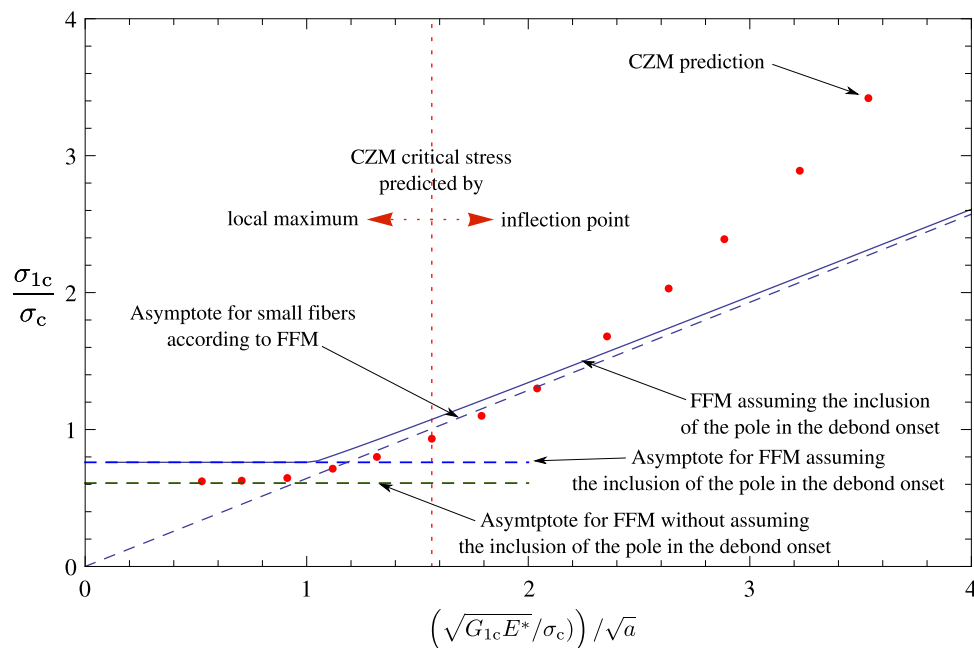 4
3
2
1
0
0
1
2
3
4
σ1c
σc
CZM prediction
CZM critical stress
predicted by
local maximum
inflection point
Asymptote for small fibers
according to FFM
FFM assuming the inclusion
of the pole in the debond onset
Asymptote for FFM assuming
the inclusion of the pole in the debond onset
Asymtptote for FFM without assuming
the inclusion of the pole in the debond onset
(√G1cE*/σc))/√a